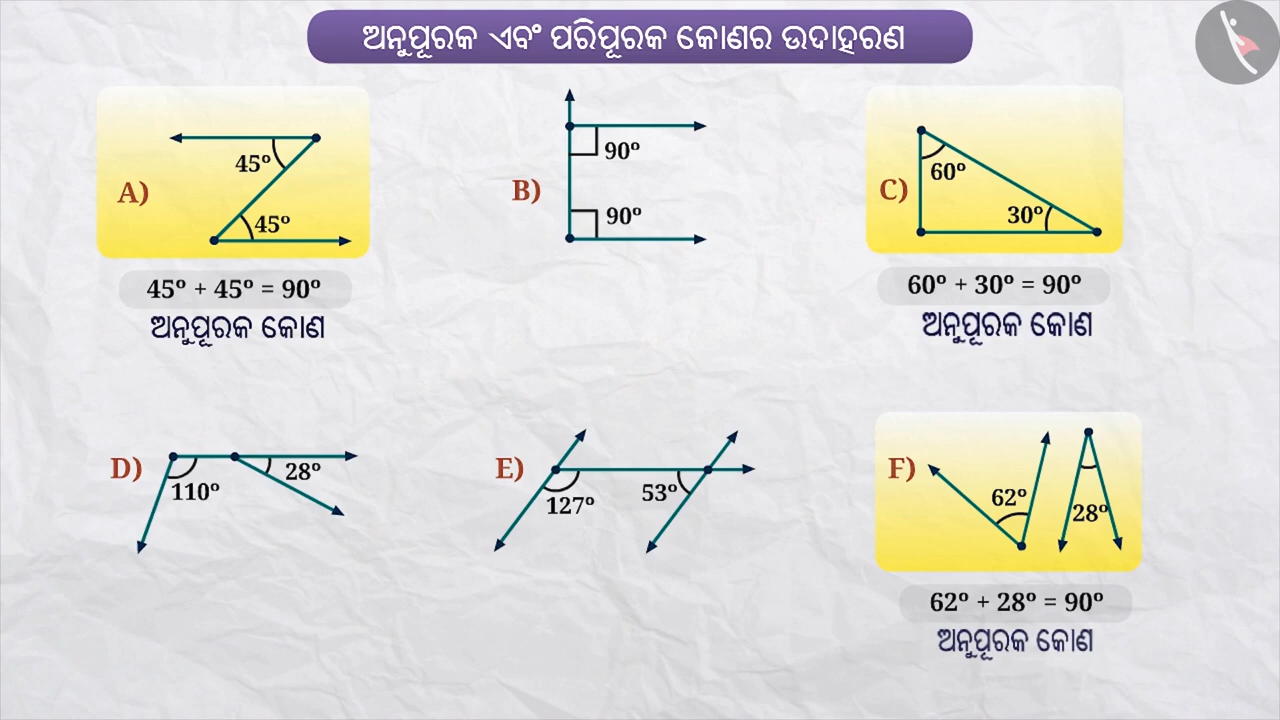 ଅନୁପୂରକ ଏବଂ ପରିପୂରକ କୋଣର ଉଦାହରଣ
A)
45º
45º
45º + 45º = 90º
ଅନୁପୂରକ କୋଣ
B)
90º
90º
C)
60º
30º
60º + 30º = 90º
ଅନୁପୂରକ କୋଣ
D)
110º
28º
E)
127º
53º
F)
62º
28º
62º + 28º = 90º
ଅନୁପୂରକ କୋଣ